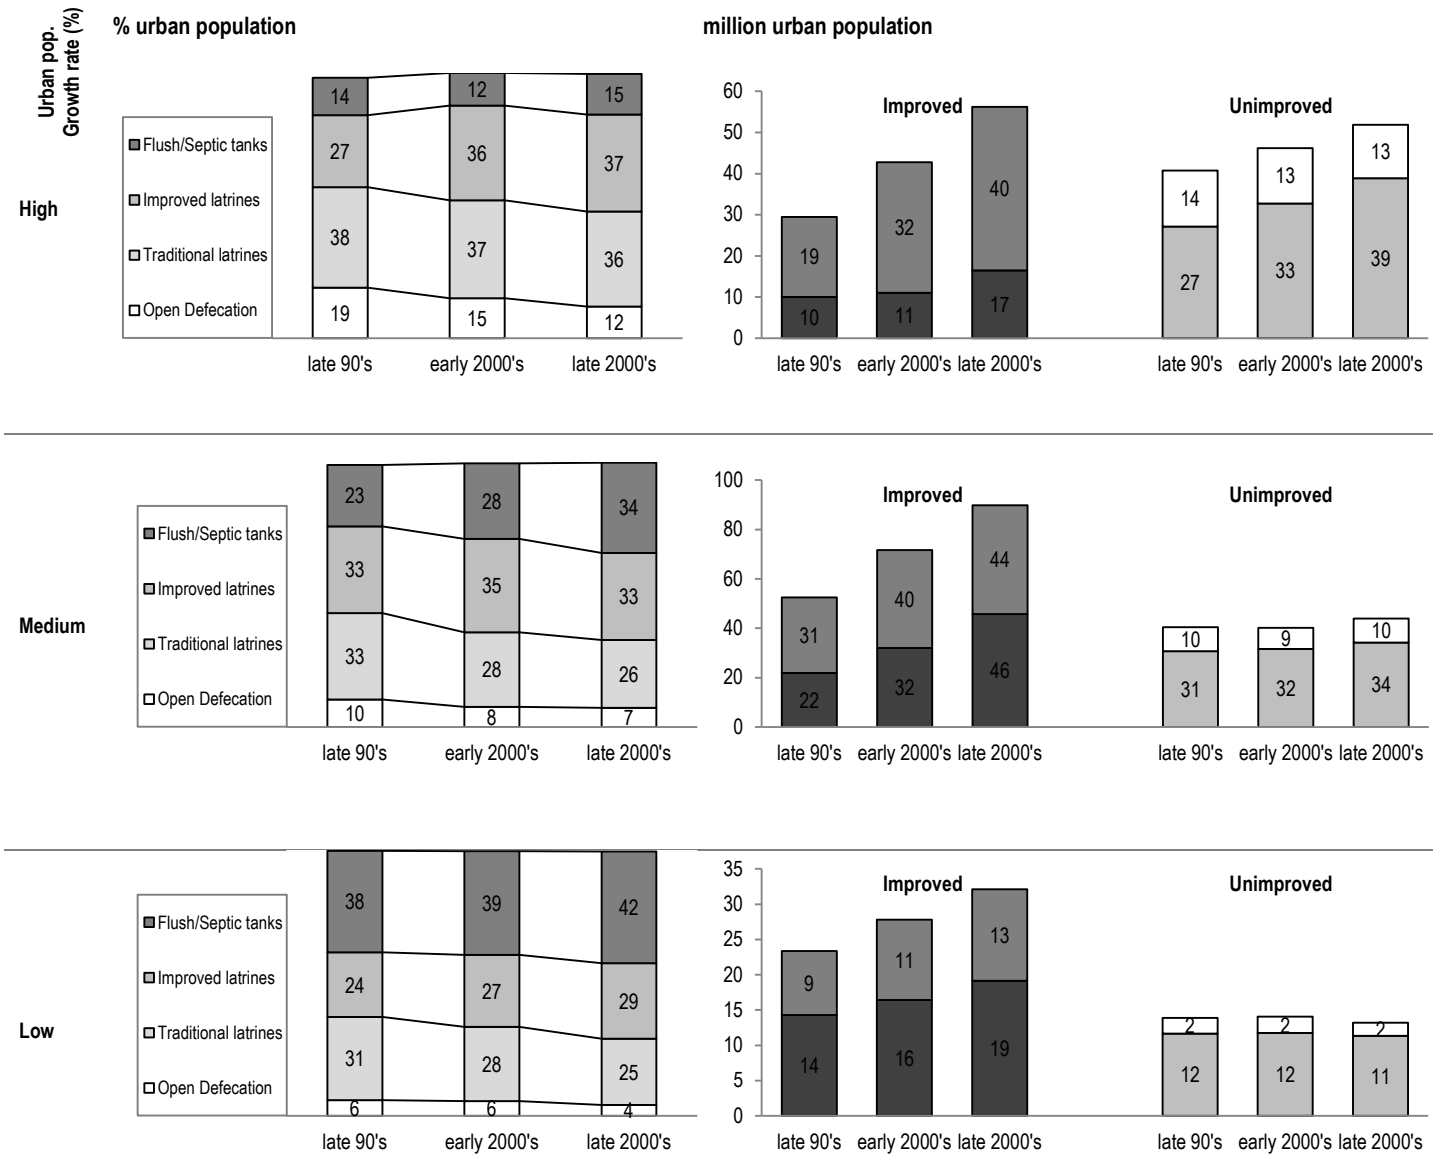 Urban pop.
Growth rate (%)
% urban population
million urban population
High
Flush/Septic tanks
Improved latrines
Traditional latrines
Open Defecation
14
12
15
27
36
37
38
37
36
19
15
12
late 90's
early 2000's
late 2000's
60
50
40
30
20
10
0
Improved
Unimproved
19
32
40
10
11
17
14
13
13
27
33
39
late 90's
early 2000's
late 2000's
late 90's
early 2000's
late 2000's
Medium
Flush/Septic tanks
Improved latrines
Traditional latrines
Open Defecation
23
28
34
33
35
33
33
28
26
10
8
7
late 90's
early 2000's
late 2000's
100
80
60
40
20
0
Improved
Unimproved
31
40
44
22
32
46
10
9
10
31
32
34
late 90's
early 2000's
late 2000's
late 90's
early 2000's
late 2000's
Low
Flush/Septic tanks
Improved latrines
Traditional latrines
Open Defecation
38
39
42
24
27
29
31
28
25
6
6
4
late 90's
early 2000's
late 2000's
35
30
25
20
15
10
5
0
Improved
Unimproved
9
11
13
14
16
19
2
2
2
12
12
11
late 90's
early 2000's
late 2000's
late 90's
early 2000's
late 2000's